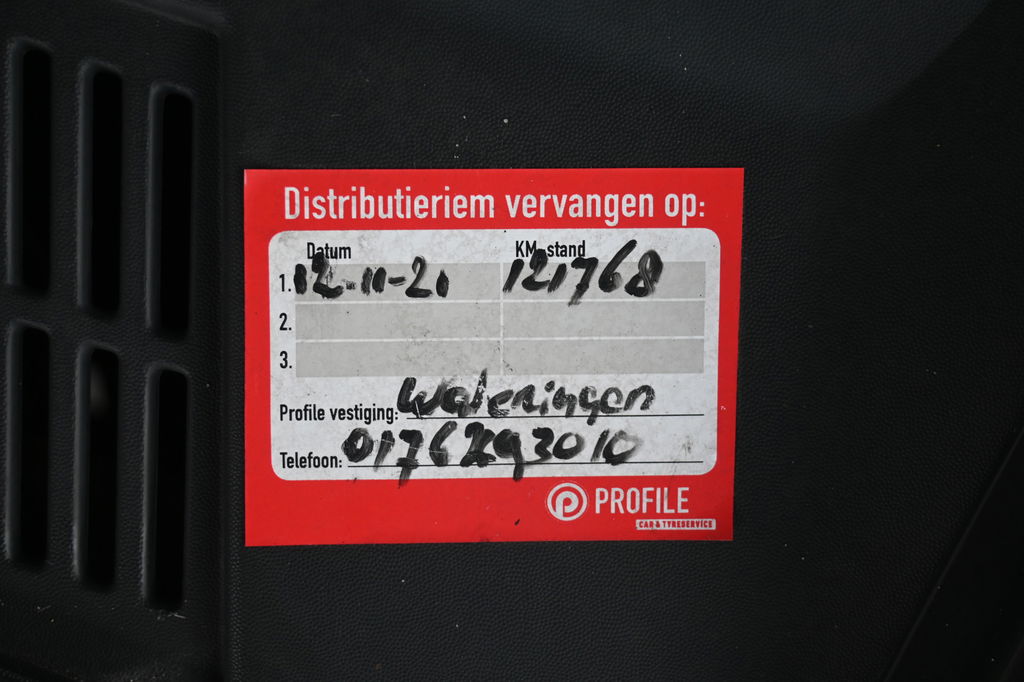 Distributieriem vervangen op:
Datum KM-stand
1. 12-11-21 121768
2.
3.
Profile vestiging: Wateringen
Telefoon:
PROFILE
CAR & TYRESERVICE